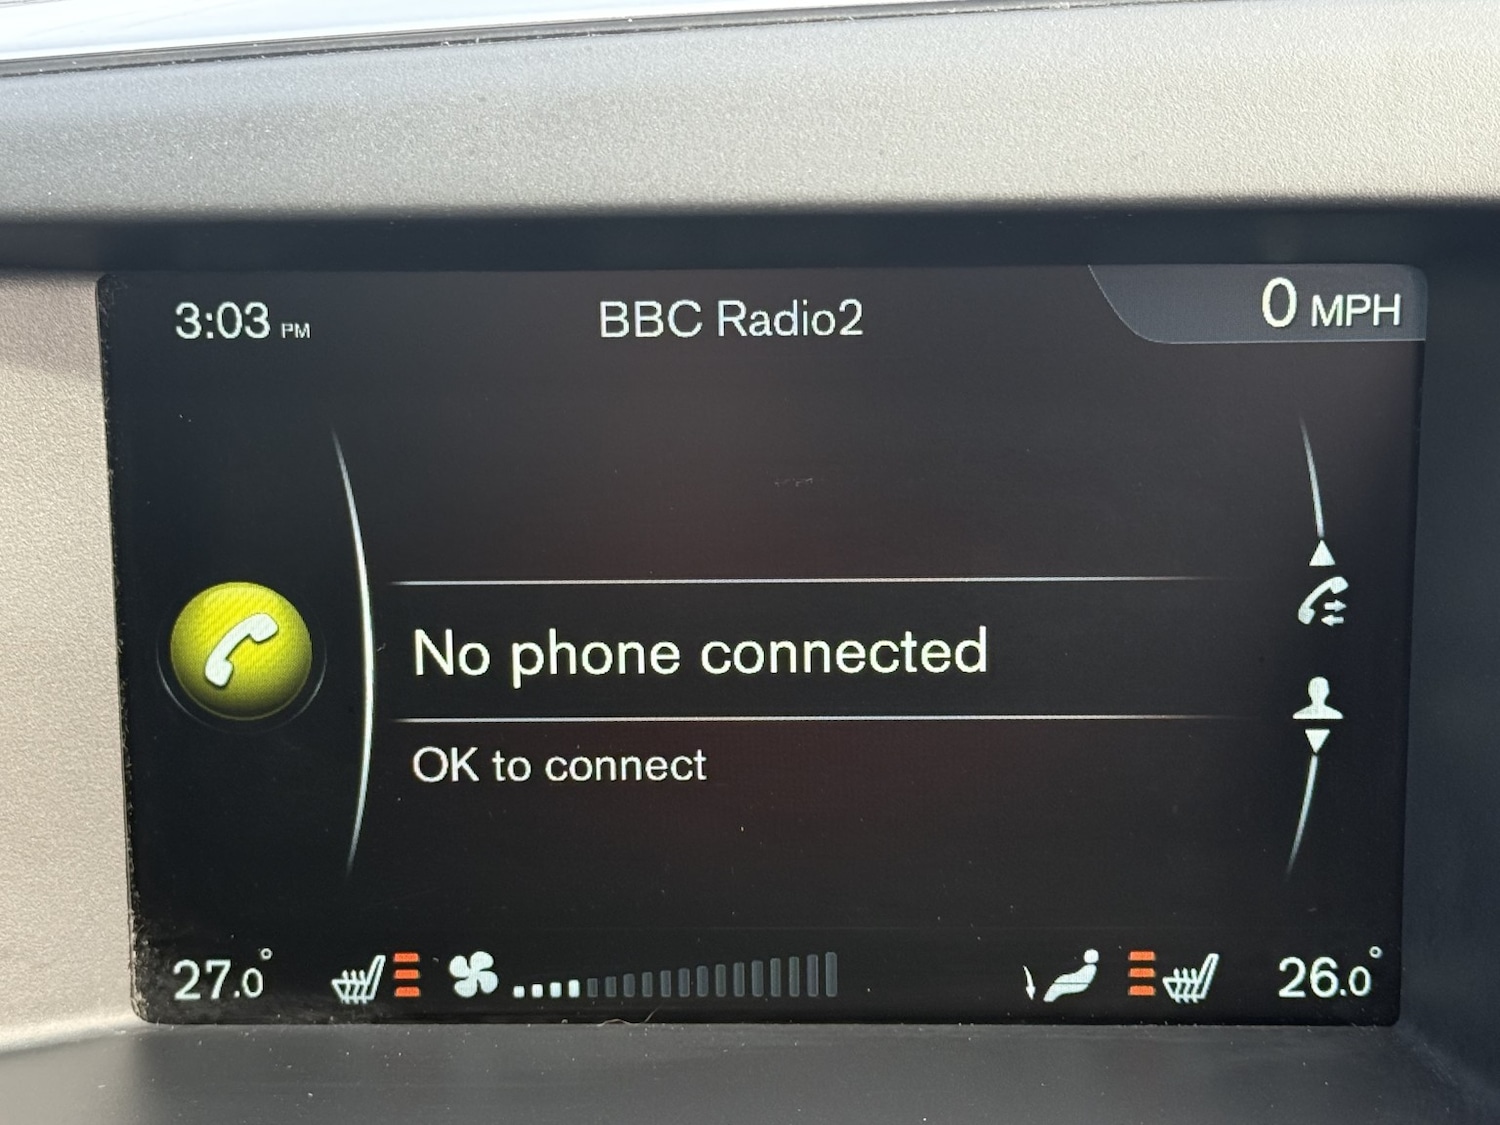 3:03 PM
BBC Radio2
0 MPH
No phone connected
OK to connect
27.0°
26.0°